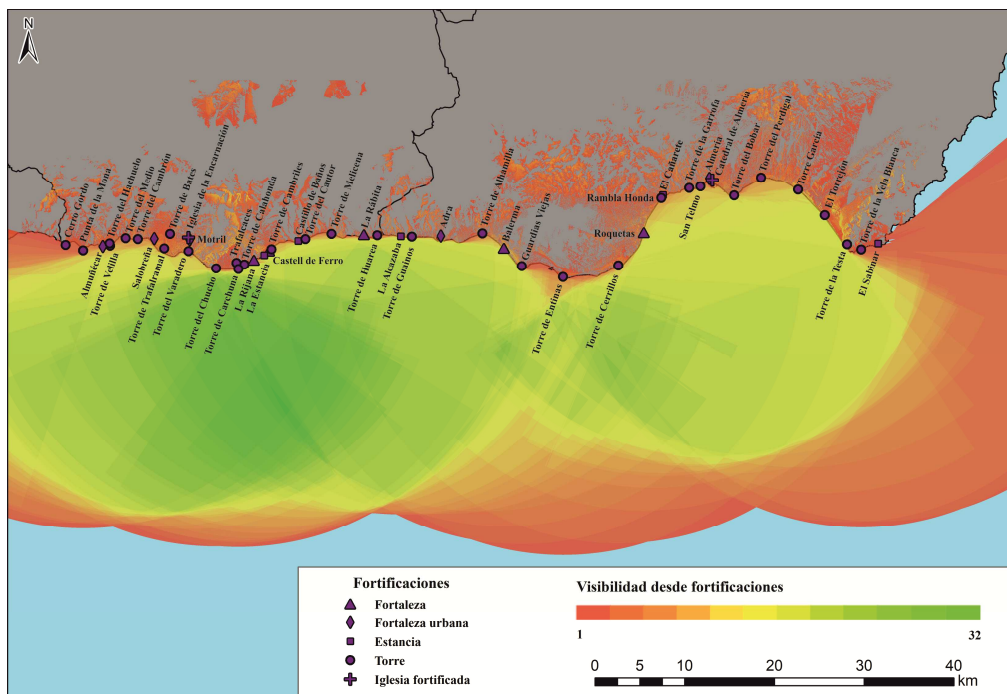 N
Cerro Gordo
Punta de la Mona
Almuñécar
Torre de Velilla
Torre del Hachuelo
Torre del Medio
Torre del Cambrón
Salobreña
Torre de Trafalramal
Torre de Bates
Torre del Varadero
Iglesia de la Encarnación
Motril
Torre del Chucho
Trafalcaces
Torre de Carchuna
Torre de Calahonda
La Rijana
La Estancia
Torre de Cambriles
Castell de Ferro
Castillo de Baños
Torre del Cantor
Torre de Melicena
La Rábita
Torre de Huarea
La Alcazaba
Torre de Guainos
Adra
Torre de Alhamilla
Balerma
Guardias Viejas
Torre de Entinas
Torre de Cerrillos
Roquetas
Rambla Honda
El Cañarete
Torre de la Garrofa
San Telmo
Almería
Catedral de Almería
Torre del Bobar
Torre del Perdigal
Torre García
El Torrejón
Torre de la Testa
El Sabinar
Torre de la Vela Blanca
Fortificaciones
Fortaleza
Fortaleza urbana
Estancia
Torre
Iglesia fortificada
Visibilidad desde fortificaciones
1 32
0 5 10 20 30 40
km